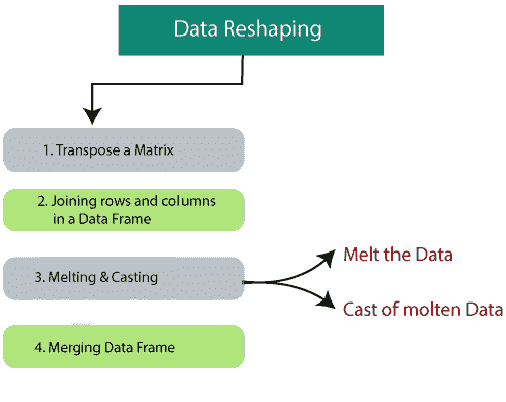 Data Reshaping
1. Transpose a Matrix
2. Joining rows and columns
in a Data Frame
3. Melting & Casting
Melt the Data
Cast of molten Data
4. Merging Data Frame